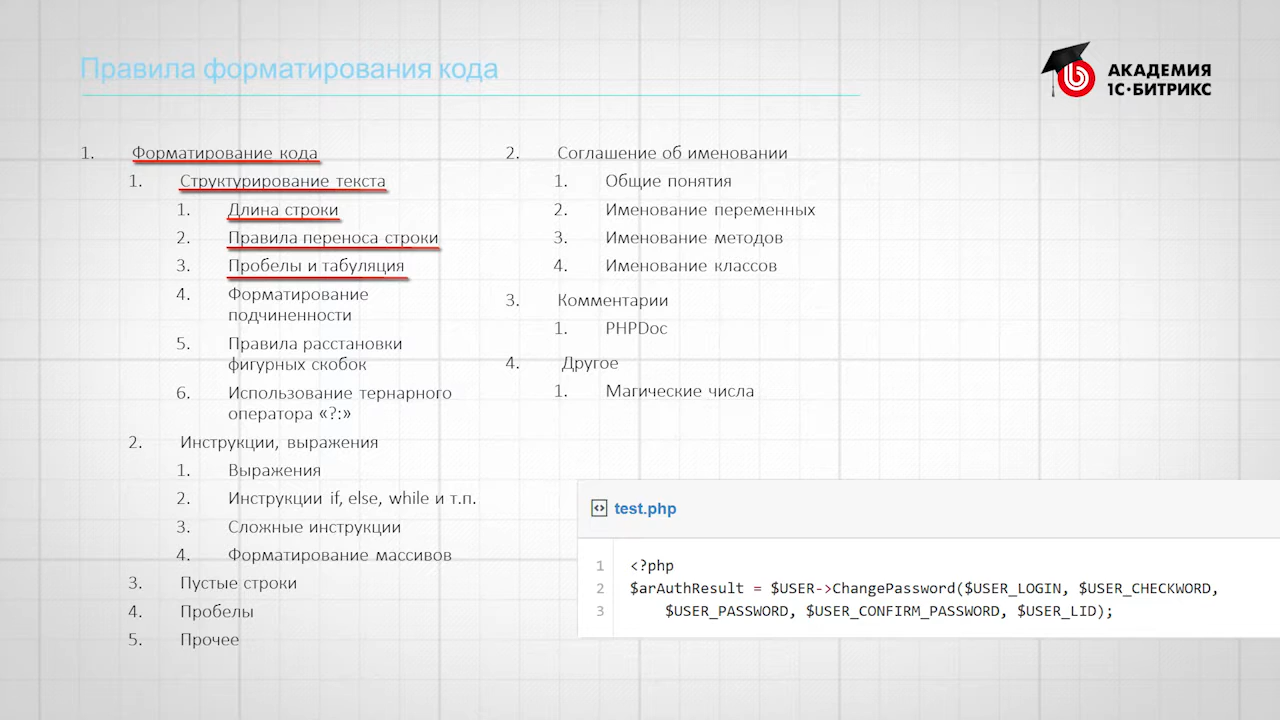 Правила форматирования кода
АКАДЕМИЯ
1С•БИТРИКС
1. Форматирование кода
1. Структурирование текста
1. Длина строки
2. Правила переноса строки
3. Пробелы и табуляция
4. Форматирование
подчиненности
5. Правила расстановки
фигурных скобок
6. Использование тернарного
оператора «?:»
2. Инструкции, выражения
1. Выражения
2. Инструкции if, else, while и т.п.
3. Сложные инструкции
4. Форматирование массивов
3. Пустые строки
4. Пробелы
5. Прочее
2. Соглашение об именовании
1. Общие понятия
2. Именование переменных
3. Именование методов
4. Именование классов
3. Комментарии
1. PHPDoc
4. Другое
1. Магические числа
test.php
1 <?php
2 $arAuthResult = $USER->ChangePassword($USER_LOGIN, $USER_CHECKWORD,
3 $USER_PASSWORD, $USER_CONFIRM_PASSWORD, $USER_LID);